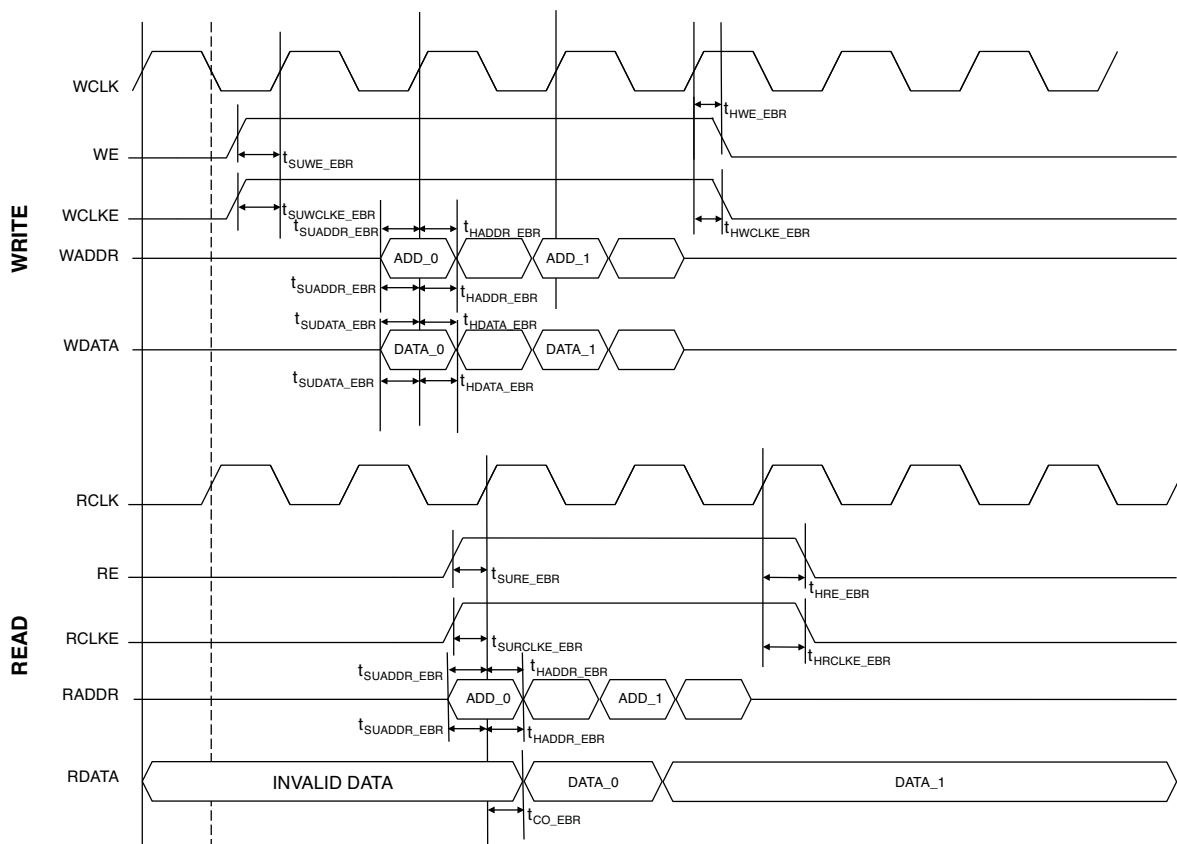 WRITE
WCLK
t_HWE_EBR
WE
t_SUWE_EBR
WCLKE
t_SUWCLKE_EBR
t_HWCLKE_EBR
t_SUADDR_EBR
t_HADDR_EBR
WADDR
ADD_0
ADD_1
t_SUADDR_EBR
t_HADDR_EBR
t_SUDATA_EBR
t_HDATA_EBR
WDATA
DATA_0
DATA_1
t_SUDATA_EBR
t_HDATA_EBR
READ
RCLK
RE
t_SURE_EBR
t_HRE_EBR
RCLKE
t_SURCLKE_EBR
t_HRCLKE_EBR
t_SUADDR_EBR
t_HADDR_EBR
RADDR
ADD_0
ADD_1
t_SUADDR_EBR
t_HADDR_EBR
RDATA
INVALID DATA
DATA_0
DATA_1
t_CO_EBR